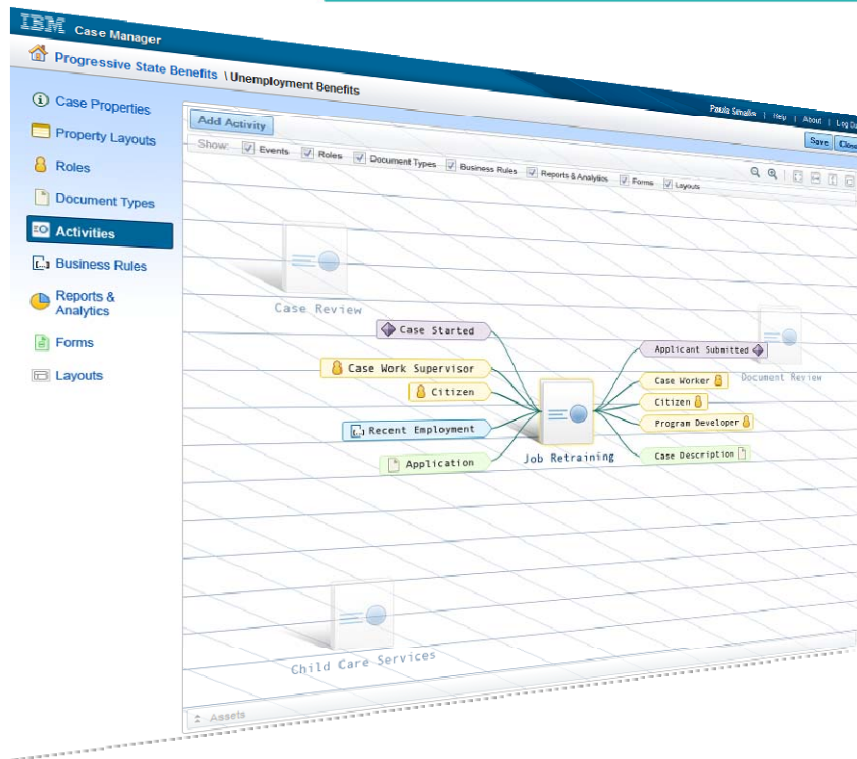 IBM Case Manager
Progressive State Benefits \ Unemployment Benefits
Help | About |
Save Close
Case Properties
Property Layouts
Roles
Document Types
Activities
Business Rules
Reports &
Analytics
Forms
Layouts
Add Activity
Show: Events Roles Document Types Business Rules Reports & Analytics Forms Layouts
Case Review
Case Started
Case Work Supervisor
Citizen
Recent Employment
Application
Job Retraining
Applicant Submitted
Case Worker
Citizen
Program Developer
Case Description
Document Review
Child Care Services
Assets